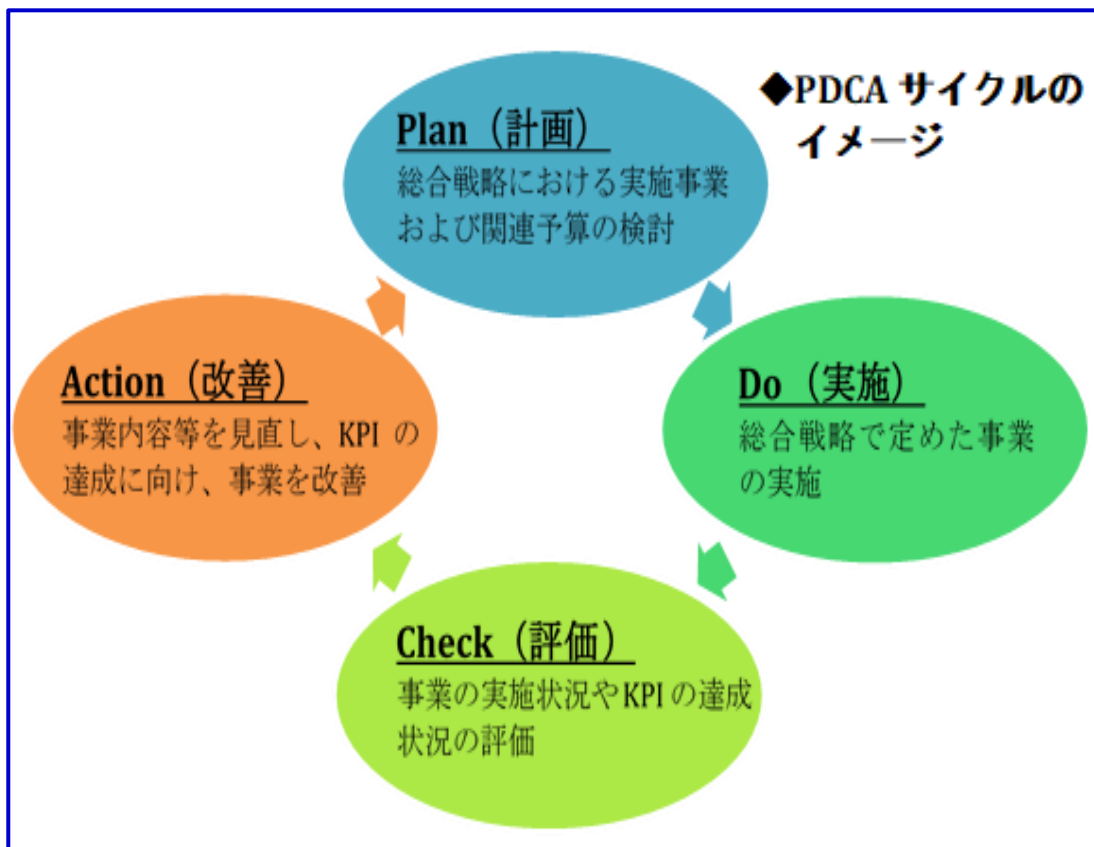 ◆PDCA サイクルの
イメージ
Plan（計画）
総合戦略における実施事業
および関連予算の検討
Do（実施）
総合戦略で定めた事業
の実施
Check（評価）
事業の実施状況やKPIの達成
状況の評価
Action（改善）
事業内容等を見直し、KPI の
達成に向け、事業を改善